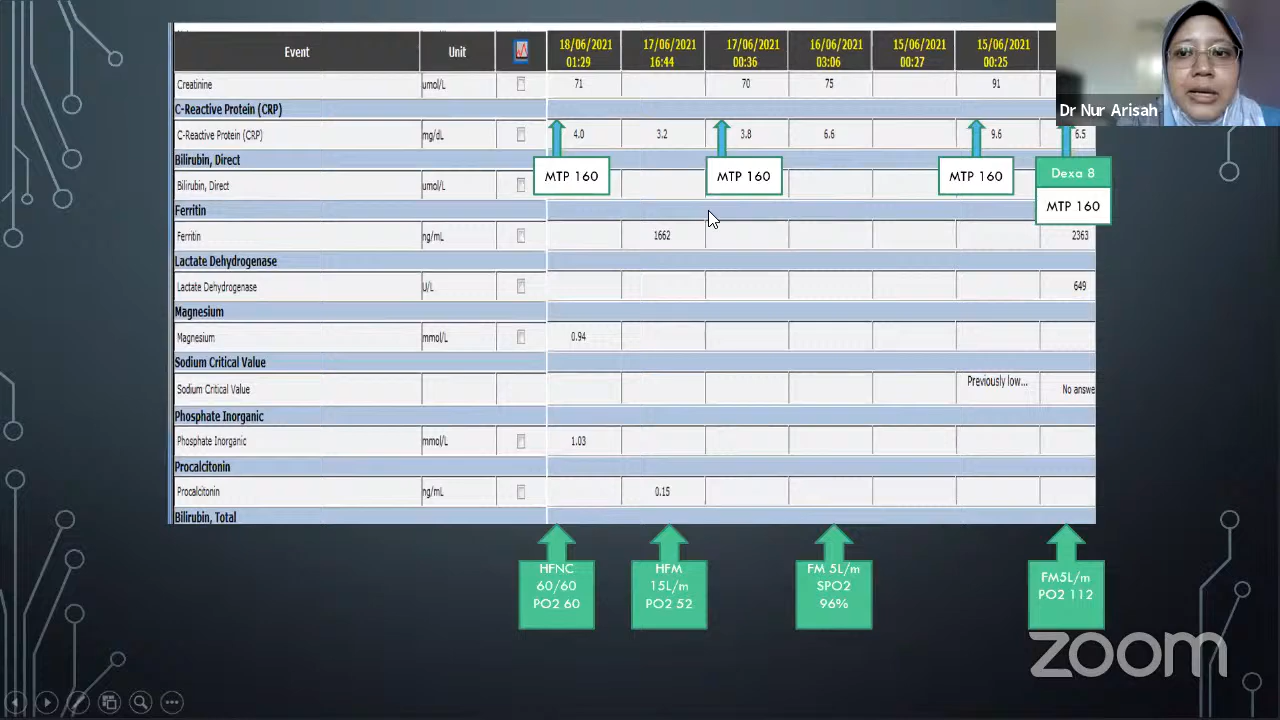 Event Unit 18/06/2021 01:29 17/06/2021 16:44 17/06/2021 00:36 16/06/2021 03:06 15/06/2021 00:27 15/06/2021 00:25
Creatinine umol/L 71 70 75 91
C-Reactive Protein (CRP)
C-Reactive Protein (CRP) mg/dL 4.0 3.2 3.8 6.6 9.6 6.5
Bilirubin, Direct
Bilirubin, Direct umol/L
Ferritin
Ferritin ng/mL 1662 2363
Lactate Dehydrogenase
Lactate Dehydrogenase U/L 649
Magnesium
Magnesium mmol/L 0.94
Sodium Critical Value
Sodium Critical Value Previously low... No answe
Phosphate Inorganic
Phosphate Inorganic mmol/L 1.03
Procalcitonin
Procalcitonin ng/mL 0.15
Bilirubin, Total
MTP 160
MTP 160
MTP 160
Dexa 8
MTP 160
HFNC
60/60
PO2 60
HFM
15L/m
PO2 52
FM 5L/m
SPO2
96%
FM5L/m
PO2 112
Dr Nur Arisah
zoom